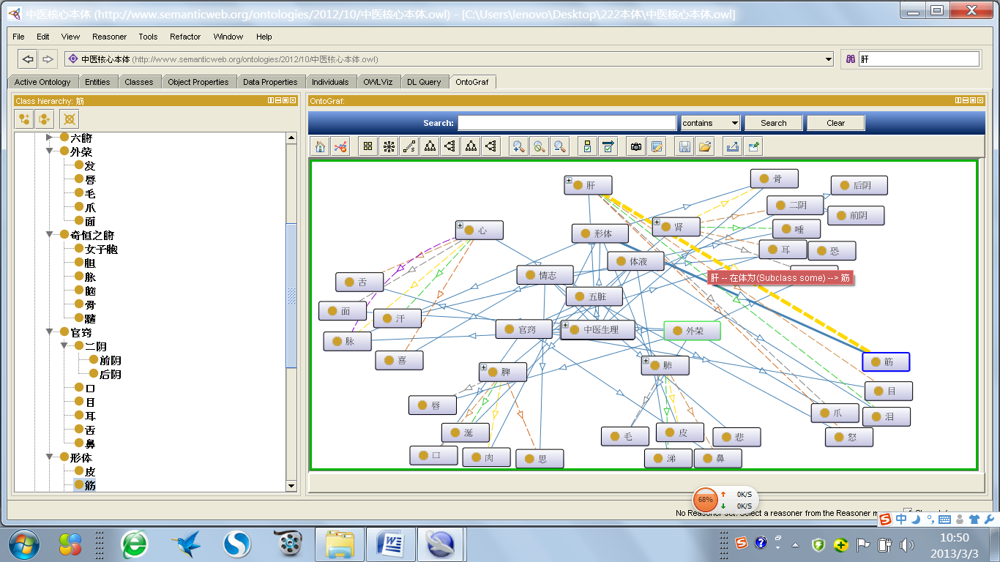 中医核心本体 (http://www.semanticweb.org/ontologies/2012/10/中医核心本体.owl) - [C:\Users\lenovo\Desktop\222本体\中医核心本体.owl]
File Edit View Reasoner Tools Refactor Window Help
中医核心本体 (http://www.semanticweb.org/ontologies/2012/10/中医核心本体.owl)
肝
Active Ontology Entities Classes Object Properties Data Properties Individuals OWLViz DL Query OntoGraf
Class hierarchy: 筋
六腑
外荣
发
唇
毛
爪
面
奇恒之腑
女子胞
胆
脉
脑
骨
髓
官窍
二阴
前阴
后阴
口
目
耳
舌
鼻
形体
皮
筋
OntoGraf:
Search: contains Search Clear
肝
骨
后阴
二阴
前阴
心
肾
唾
形体
耳
恐
体液
情志
肝 -- 在体为(Subclass some) --> 筋
舌
五脏
面
汗
官窍
中医生理
外荣
脉
喜
筋
脾
肺
目
唇
爪
泪
涎
毛
皮
悲
怒
口
肉
思
涕
鼻
68%
0K/S
0K/S
No Reasoner set. Select a reasoner from the Reasoner m
中
10:50
2013/3/3